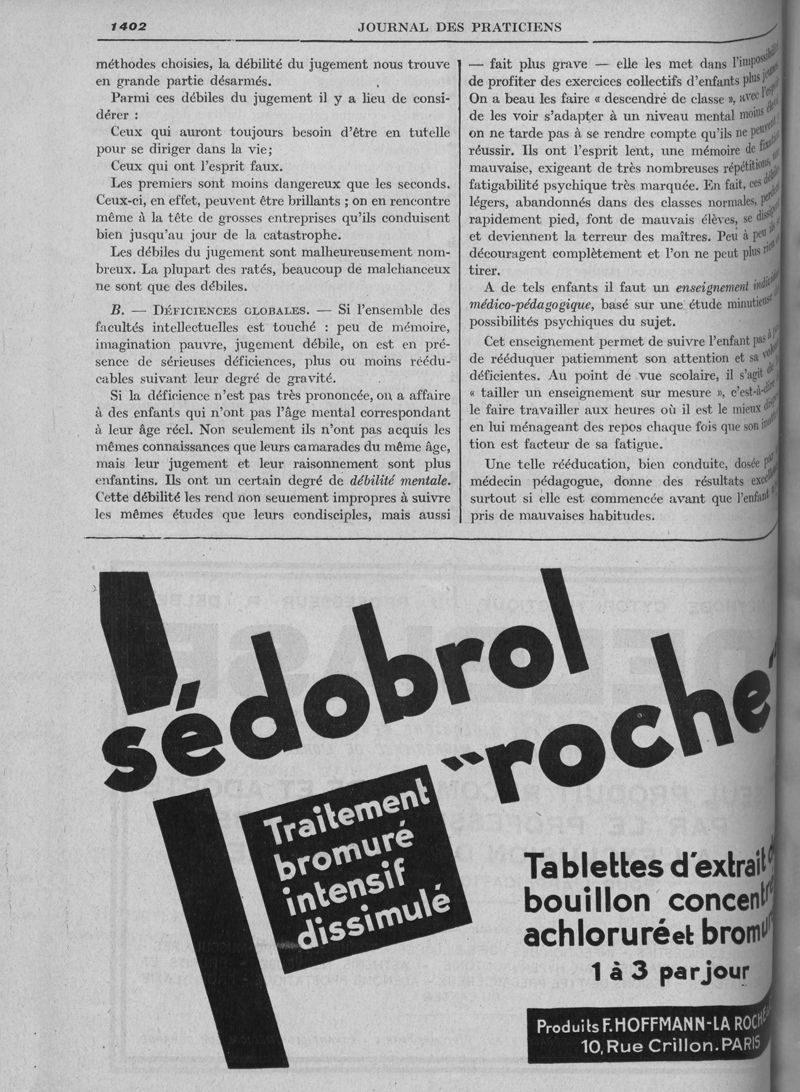 1402
JOURNAL DES PRATICIENS
méthodes choisies, la débilité du jugement nous trouve
en grande partie désarmés.
Parmi ces débiles du jugement il y a lieu de consi-
dérer :
Ceux qui auront toujours besoin d'être en tutelle
pour se diriger dans la vie;
Ceux qui ont l'esprit faux.
Les premiers sont moins dangereux que les seconds.
Ceux-ci, en effet, peuvent être brillants ; on en rencontre
même à la tête de grosses entreprises qu'ils conduisent
bien jusqu'au jour de la catastrophe.
Les débiles du jugement sont malheureusement nom-
breux. La plupart des ratés, beaucoup de malchanceux
ne sont que des débiles.
B. — DÉFICIENCES GLOBALES. — Si l'ensemble des
facultés intellectuelles est touché : peu de mémoire,
imagination pauvre, jugement débile, on est en pré-
sence de sérieuses déficiences, plus ou moins réédu-
cables suivant leur degré de gravité.
Si la déficience n'est pas très prononcée, on a affaire
à des enfants qui n'ont pas l'âge mental correspondant
à leur âge réel. Non seulement ils n'ont pas acquis les
mêmes connaissances que leurs camarades du même âge,
mais leur jugement et leur raisonnement sont plus
enfantins. Ils ont un certain degré de débilité mentale.
Cette débilité les rend non seulement impropres à suivre
les mêmes études que leurs condisciples, mais aussi
— fait plus grave — elle les met dans
de profiter des exercices collectifs d'enfants plus
On a beau les faire « descendre de classe », avec
de les voir s'adapter à un niveau mental moins
on ne tarde pas à se rendre compte qu'ils ne peuvent
réussir. Ils ont l'esprit lent, une mémoire de
mauvaise, exigeant de très nombreuses répétitions,
fatigabilité psychique très marquée. En fait, ces
légers, abandonnés dans des classes normales,
rapidement pied, font de mauvais élèves, se
et deviennent la terreur des maîtres. Peu à peu
découragent complètement et l'on ne peut plus rien
tirer.
A de tels enfants il faut un enseignement
médico-pédagogique, basé sur une étude
possibilités psychiques du sujet.
Cet enseignement permet de suivre l'enfant pas
de rééduquer patiemment son attention et sa
déficientes. Au point de vue scolaire, il s'agit de
« tailler un enseignement sur mesure », c'est-à-dire
le faire travailler aux heures où il est le mieux
en lui ménageant des repos chaque fois que son
tion est facteur de sa fatigue.
Une telle rééducation, bien conduite, dosée par
médecin pédagogue, donne des résultats
surtout si elle est commencée avant que l'enfant
pris de mauvaises habitudes.
sédobrol
"roche"
Traitement
bromuré
intensif
dissimulé
Tablettes d'extrait
bouillon
achloruré et
1 à 3 par jour
Produits F. HOFFMANN-LA ROCHE
10, Rue Crillon. PARIS